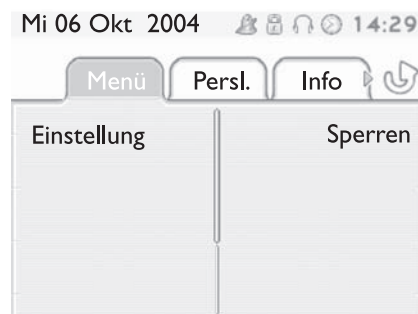 Mi 06 Okt 2004 14:29
Menü Persl. Info
Einstellung Sperren